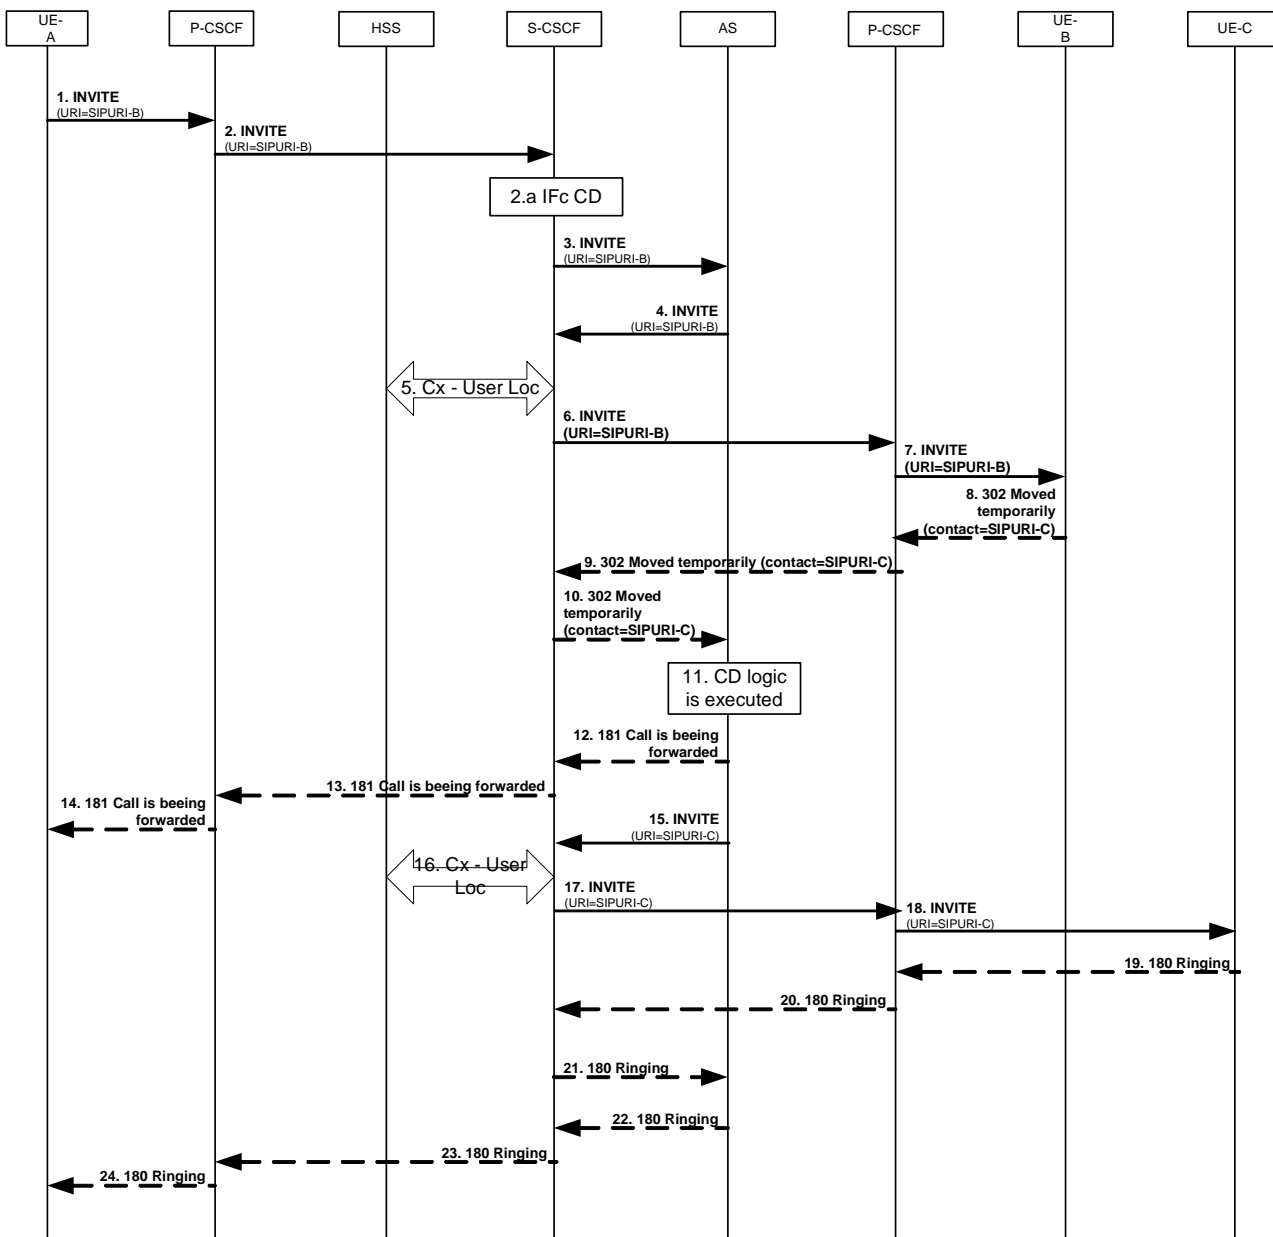 UE-
A
P-CSCF
HSS
S-CSCF
AS
P-CSCF
UE-
B
UE-C
1. INVITE
(URI=SIPURI-B)
2. INVITE
(URI=SIPURI-B)
2.a IFc CD
3. INVITE
(URI=SIPURI-B)
4. INVITE
(URI=SIPURI-B)
5. Cx - User Loc
6. INVITE
(URI=SIPURI-B)
7. INVITE
(URI=SIPURI-B)
8. 302 Moved
temporarily
(contact=SIPURI-C)
9. 302 Moved temporarily (contact=SIPURI-C)
10. 302 Moved
temporarily
(contact=SIPURI-C)
11. CD logic
is executed
12. 181 Call is beeing
forwarded
13. 181 Call is beeing forwarded
14. 181 Call is beeing
forwarded
15. INVITE
(URI=SIPURI-C)
16. Cx - User
Loc
17. INVITE
(URI=SIPURI-C)
18. INVITE
(URI=SIPURI-C)
19. 180 Ringing
20. 180 Ringing
21. 180 Ringing
22. 180 Ringing
23. 180 Ringing
24. 180 Ringing